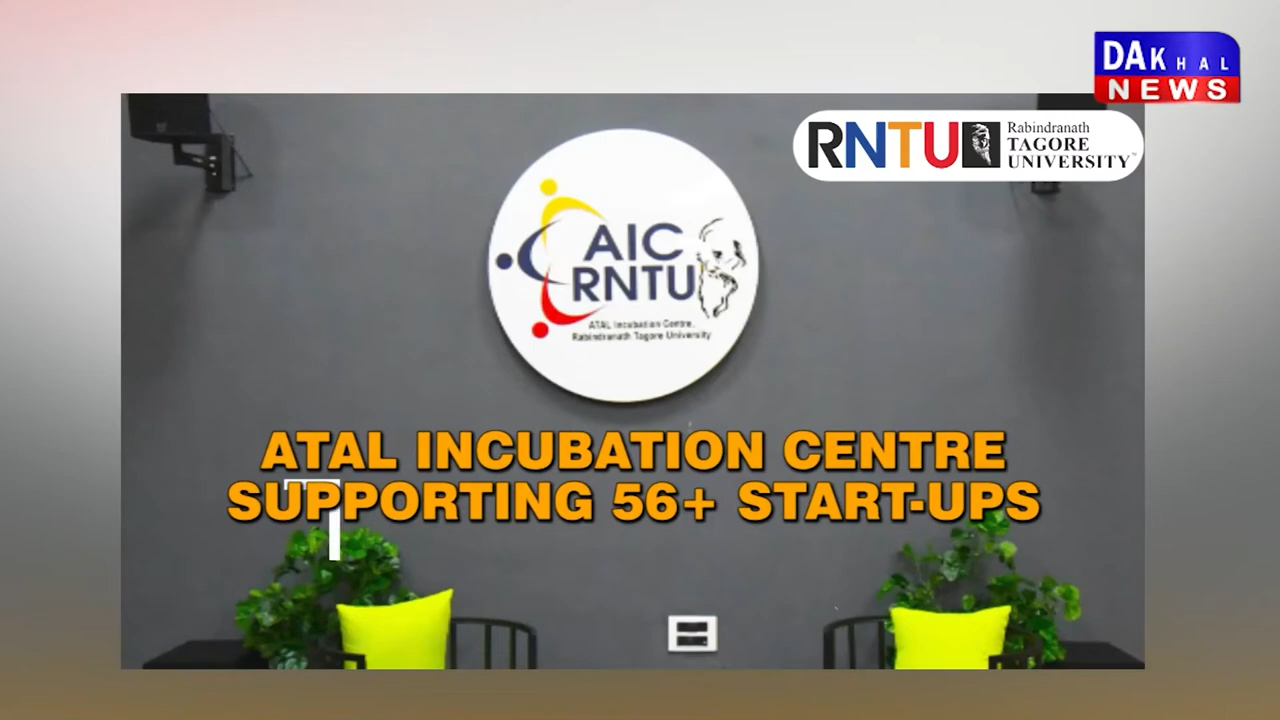 DAKHAL
NEWS
RNTU Rabindranath
TAGORE
UNIVERSITY™
AIC
RNTU
ATAL Incubation Centre,
Rabindranath Tagore University
ATAL INCUBATION CENTRE
SUPPORTING 56+ START-UPS
T